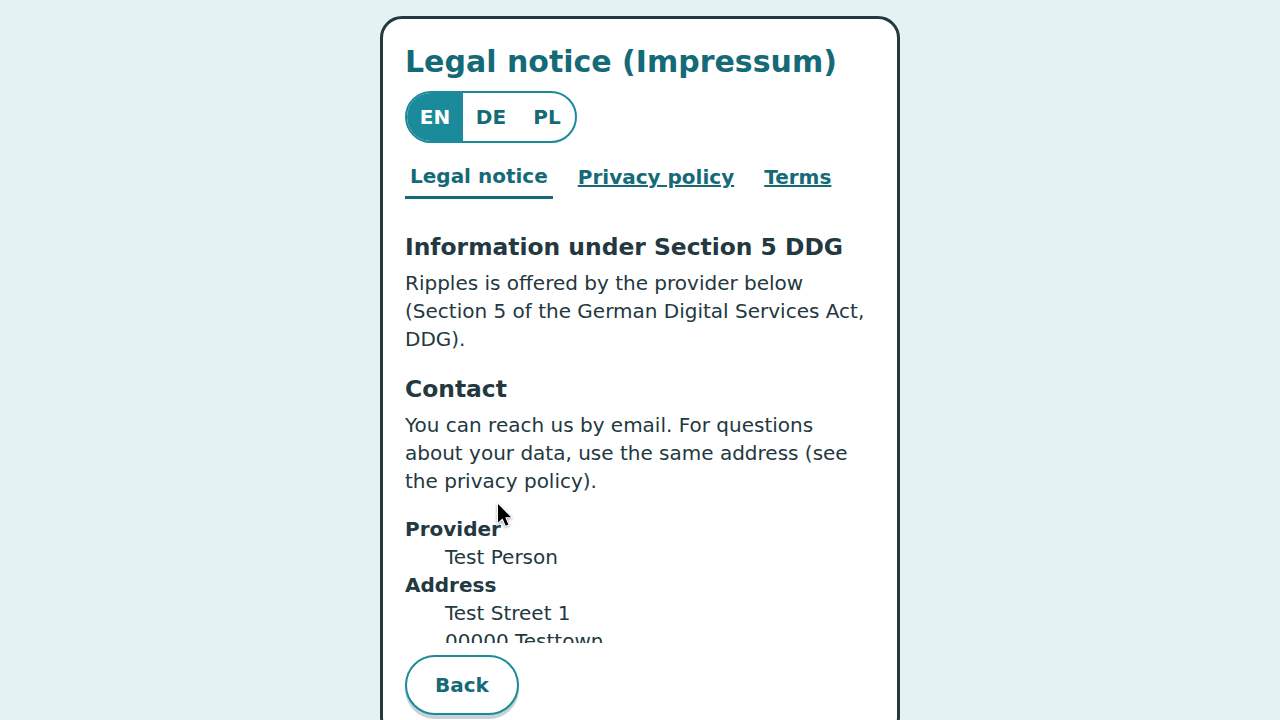 Legal notice (Impressum)
EN DE PL
Legal notice Privacy policy Terms
Information under Section 5 DDG
Ripples is offered by the provider below
(Section 5 of the German Digital Services Act,
DDG).
Contact
You can reach us by email. For questions
about your data, use the same address (see
the privacy policy).
Provider
Test Person
Address
Test Street 1
00000 Testtown
Back